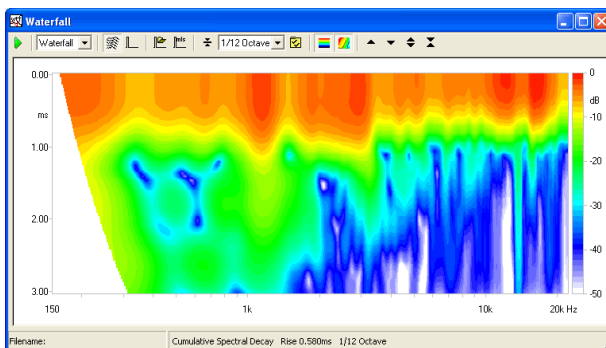 Waterfall
Waterfall mls 1/12 Octave
0.00 0
ms dB
-10
1.00
-20
-30
2.00
-40
3.00 -50
150 1k 10k 20k Hz
Filename: Cumulative Spectral Decay Rise 0.580ms 1/12 Octave